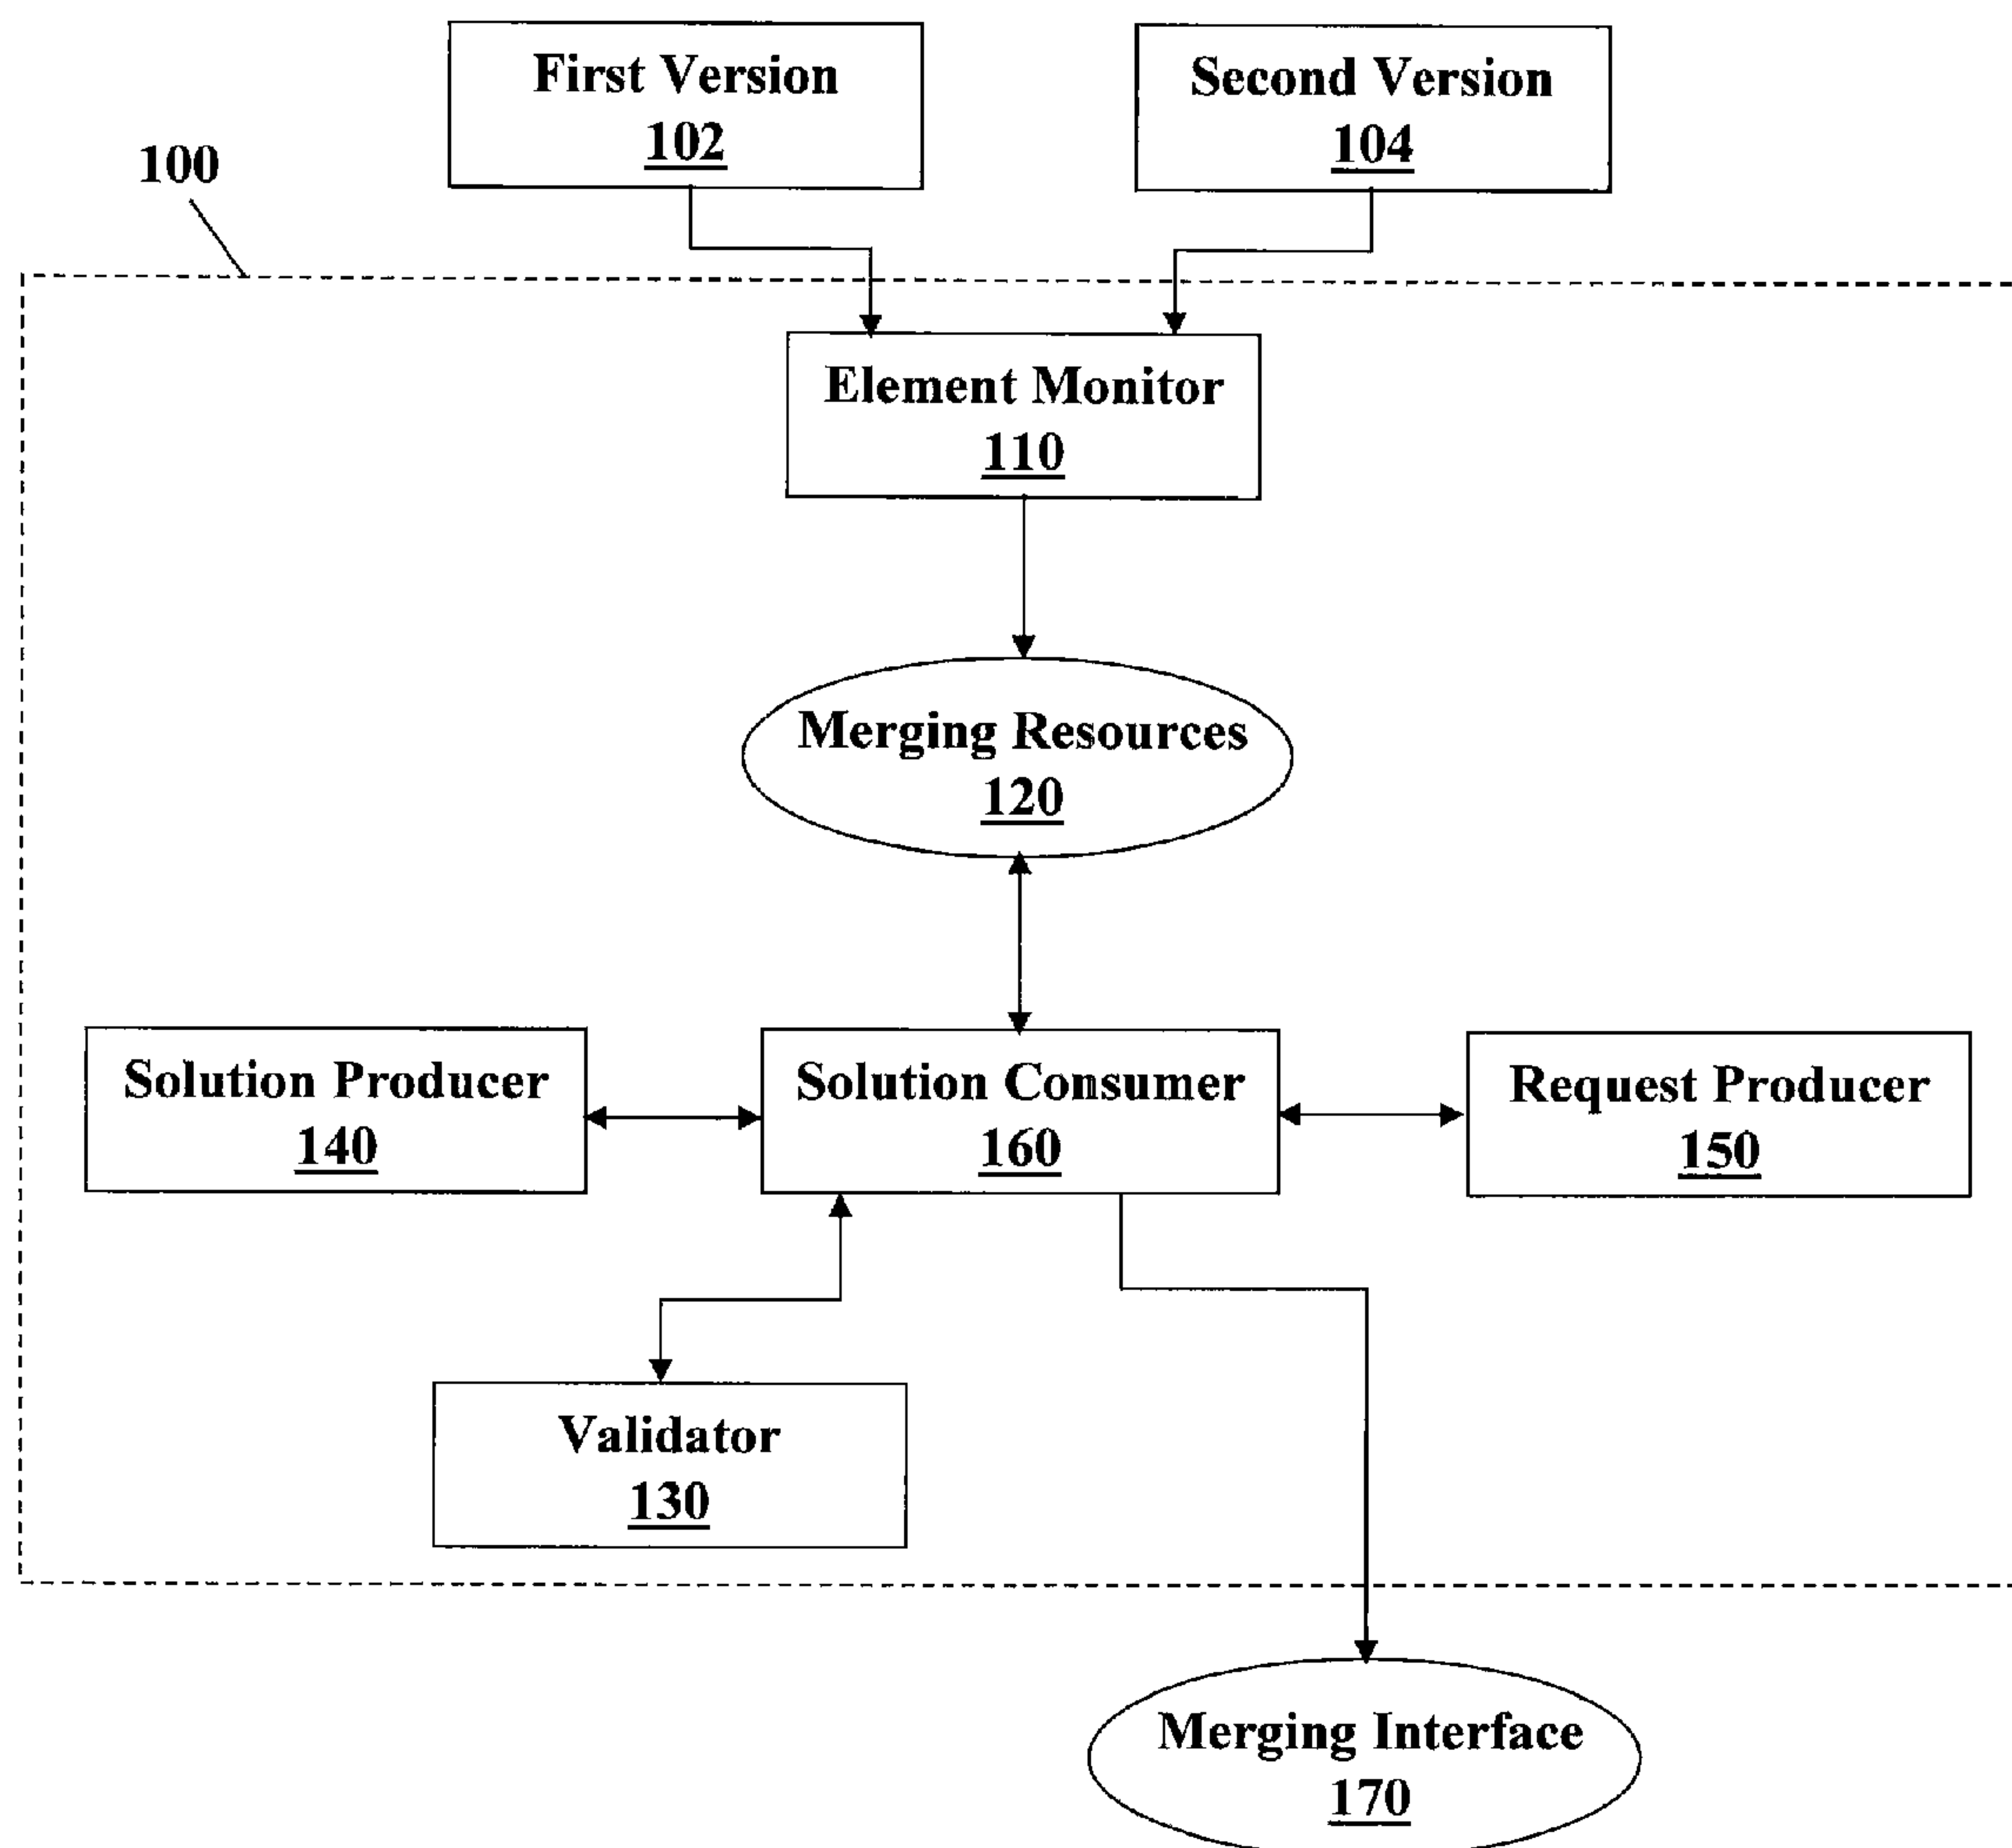 First Version
102
Second Version
104
100
Element Monitor
110
Merging Resources
120
Solution Producer
140
Solution Consumer
160
Request Producer
150
Validator
130
Merging Interface
170